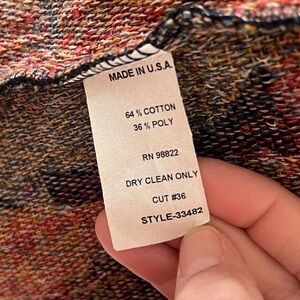 MADE IN U.S.A.
64 % COTTON
36 % POLY
RN 98822
DRY CLEAN ONLY
CUT #36
STYLE-33482